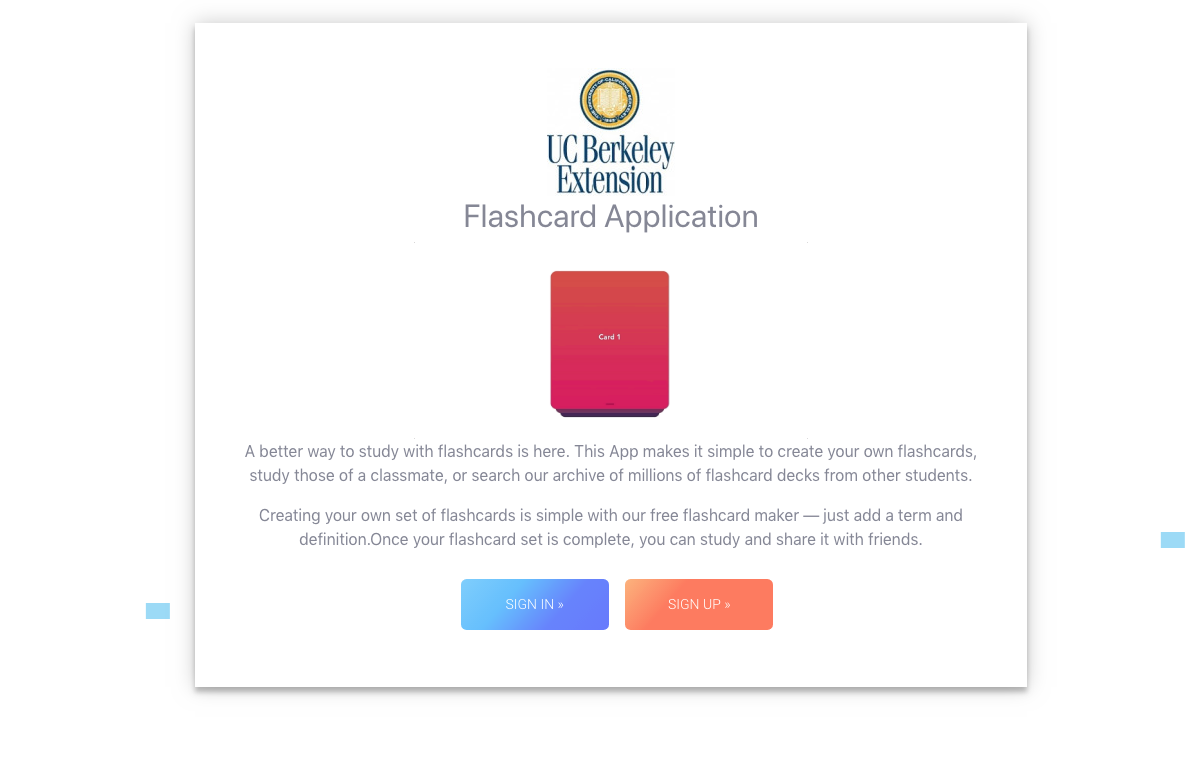 UC Berkeley
Extension
Flashcard Application
Card 1
A better way to study with flashcards is here. This App makes it simple to create your own flashcards,
study those of a classmate, or search our archive of millions of flashcard decks from other students.
Creating your own set of flashcards is simple with our free flashcard maker — just add a term and
definition.Once your flashcard set is complete, you can study and share it with friends.
SIGN IN »
SIGN UP »